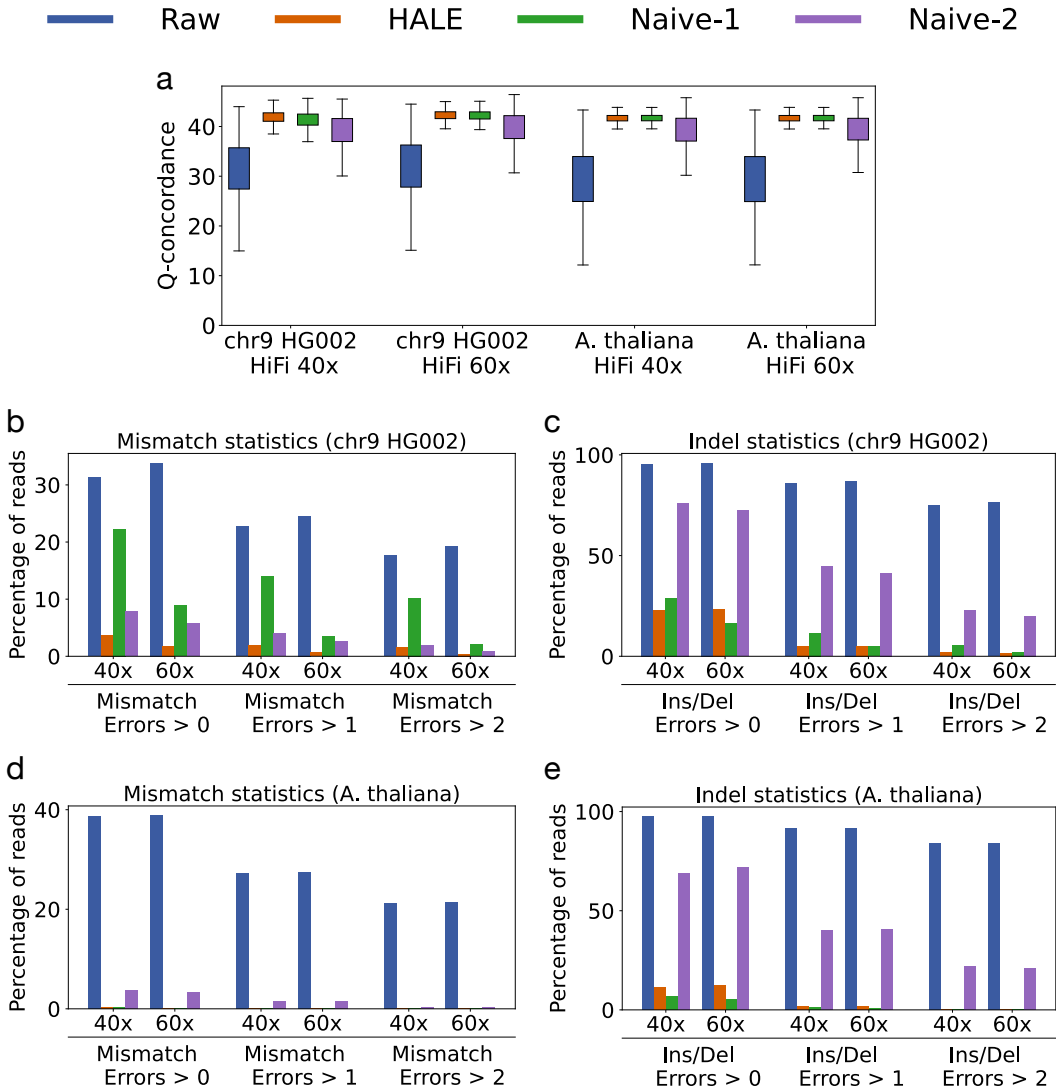 Raw HALE Naive-1 Naive-2
a
Q-concordance
40
30
20
10
0
chr9 HG002 chr9 HG002 A. thaliana A. thaliana
HiFi 40x HiFi 60x HiFi 40x HiFi 60x
b
Mismatch statistics (chr9 HG002)
Percentage of reads
30
20
10
0
40x 60x 40x 60x 40x 60x
Mismatch Mismatch Mismatch
Errors > 0 Errors > 1 Errors > 2
c
Indel statistics (chr9 HG002)
Percentage of reads
100
50
0
40x 60x 40x 60x 40x 60x
Ins/Del Ins/Del Ins/Del
Errors > 0 Errors > 1 Errors > 2
d
Mismatch statistics (A. thaliana)
Percentage of reads
40
20
0
40x 60x 40x 60x 40x 60x
Mismatch Mismatch Mismatch
Errors > 0 Errors > 1 Errors > 2
e
Indel statistics (A. thaliana)
Percentage of reads
100
50
0
40x 60x 40x 60x 40x 60x
Ins/Del Ins/Del Ins/Del
Errors > 0 Errors > 1 Errors > 2